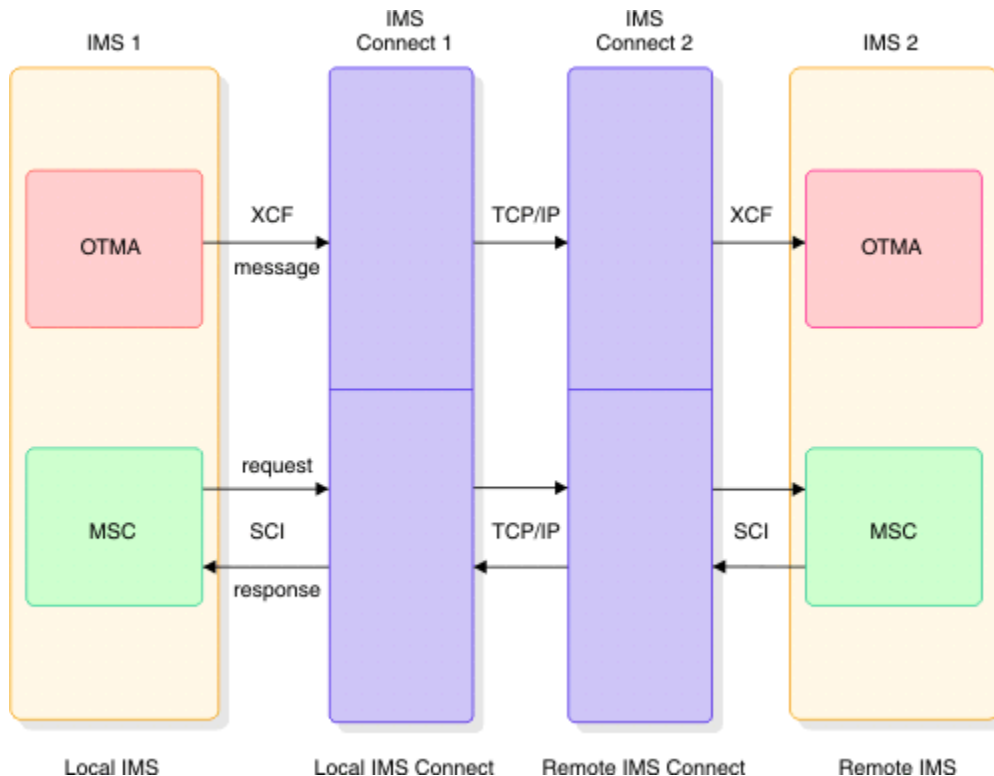 IMS 1
IMS
Connect 1
IMS
Connect 2
IMS 2
OTMA
XCF
message
TCP/IP
XCF
OTMA
MSC
request
SCI
response
TCP/IP
SCI
MSC
Local IMS
Local IMS Connect
Remote IMS Connect
Remote IMS